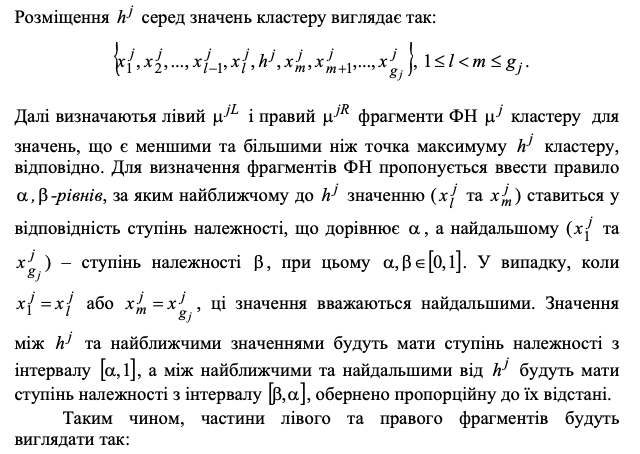 Розміщення h^j серед значень кластеру виглядає так:
{x_1^j, x_2^j, ..., x_{l-1}^j, x_l^j, h^j, x_m^j, x_{m+1}^j, ..., x_{g_j}^j}, 1 ≤ l < m ≤ g_j.
Далі визначаються лівий μ^{jL} і правий μ^{jR} фрагменти ФН μ^j кластеру для
значень, що є меншими та більшими ніж точка максимуму h^j кластеру,
відповідно. Для визначення фрагментів ФН пропонується ввести правило
α,β-рівнів, за яким найближчому до h^j значенню (x_l^j та x_m^j) ставиться у
відповідність ступінь належності, що дорівнює α, а найдальшому (x_1^j та
x_{g_j}^j) – ступінь належності β, при цьому α,β∈[0,1]. У випадку, коли
x_1^j = x_l^j або x_m^j = x_{g_j}^j, ці значення вважаються найдальшими. Значення
між h^j та найближчими значеннями будуть мати ступінь належності з
інтервалу [α,1], а між найближчими та найдальшими від h^j будуть мати
ступінь належності з інтервалу [β,α], обернено пропорційну до їх відстані.
Таким чином, частини лівого та правого фрагментів будуть
виглядати так: